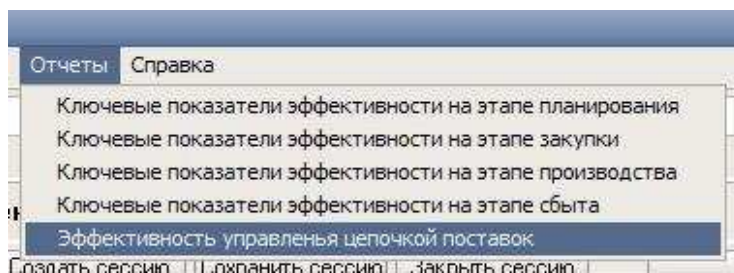 Отчеты Справка
Ключевые показатели эффективности на этапе планирования
Ключевые показатели эффективности на этапе закупки
Ключевые показатели эффективности на этапе производства
Ключевые показатели эффективности на этапе сбыта
Эффективность управленья цепочкой поставок
Создать сессию Сохранить сессию Закрыть сессию